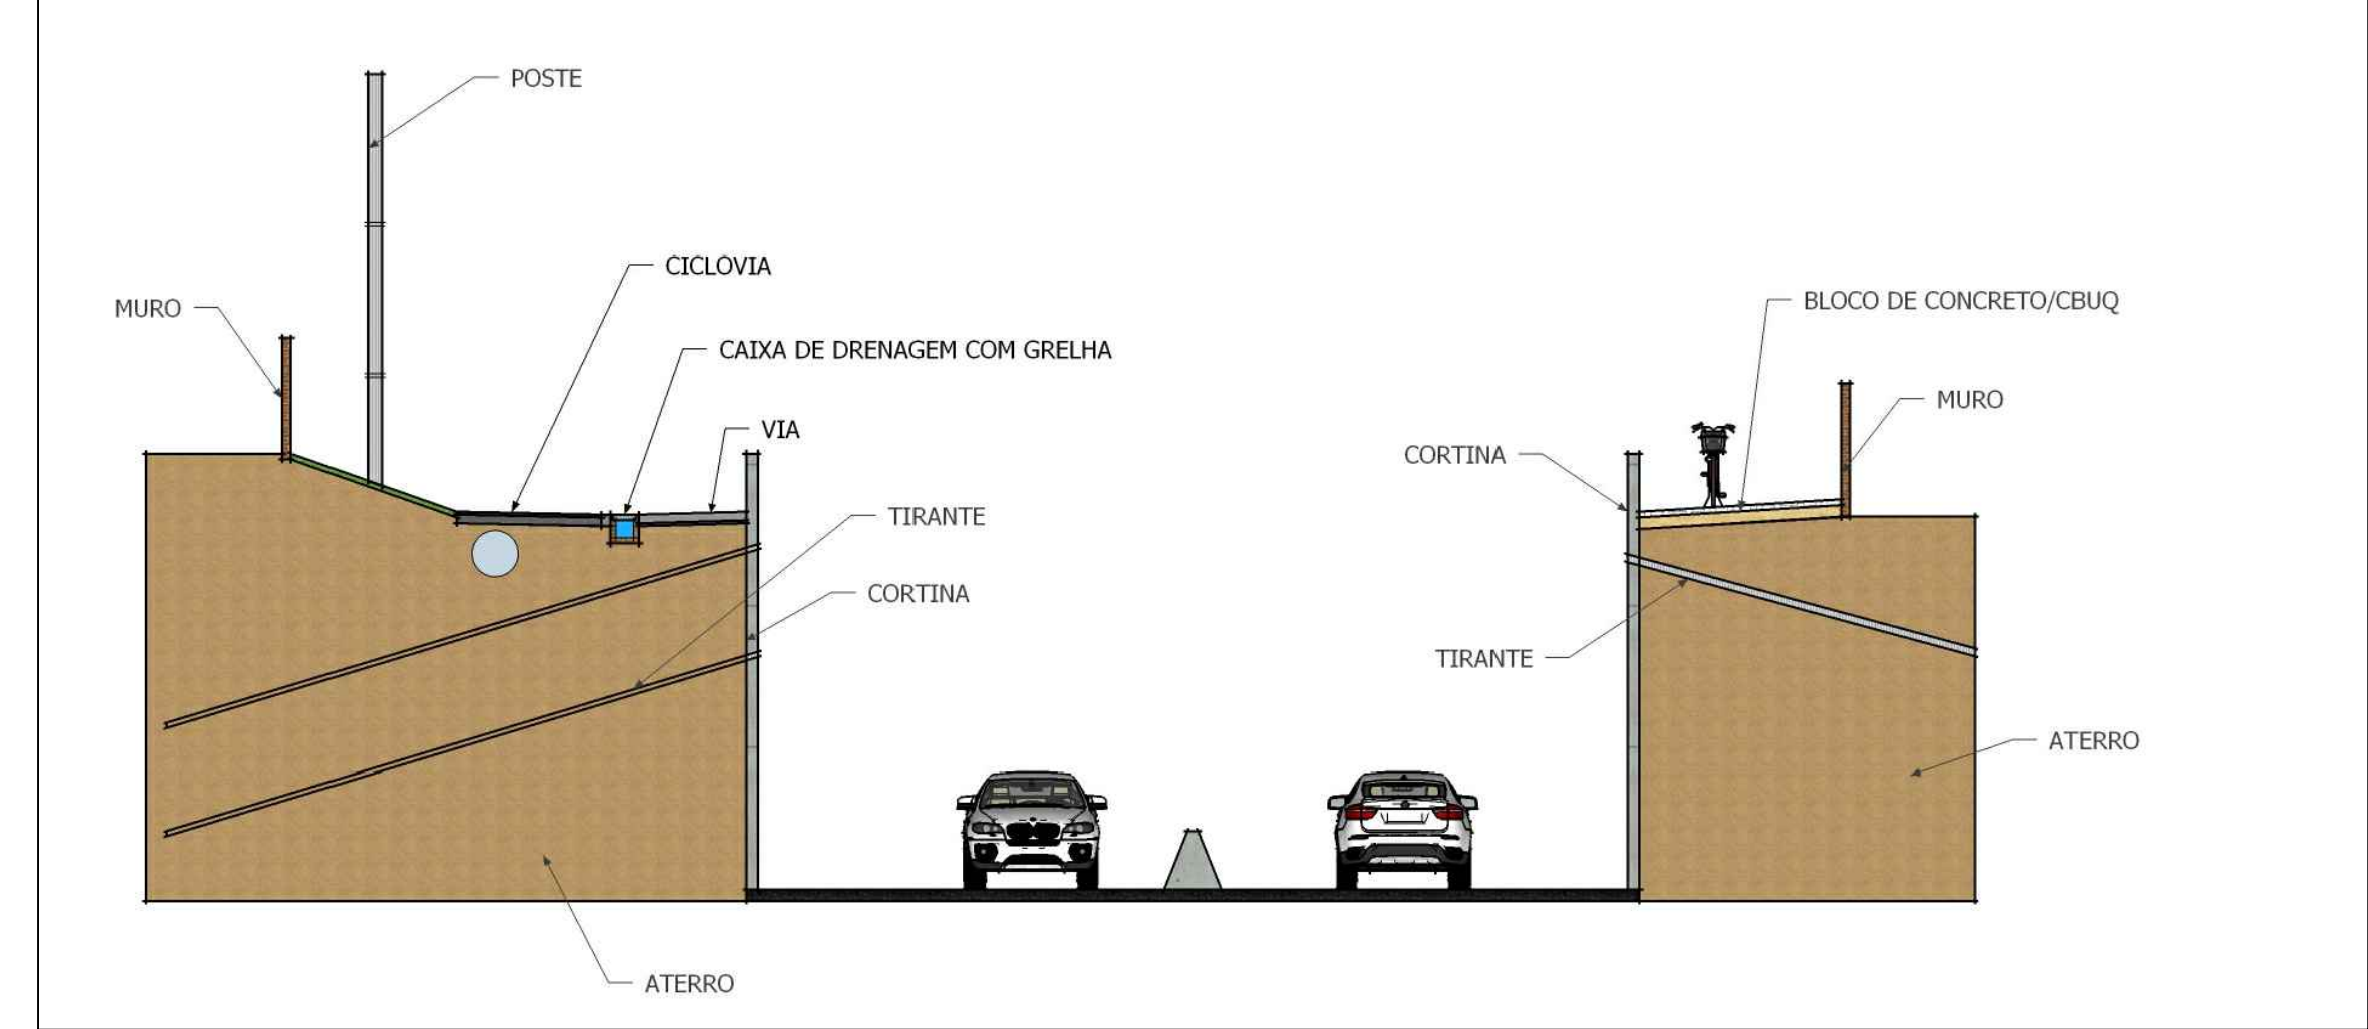 POSTE
CICLOVIA
MURO
BLOCO DE CONCRETO/CBUQ
CAIXA DE DRENAGEM COM GRELHA
MURO
VIA
CORTINA
TIRANTE
CORTINA
TIRANTE
ATERRO
ATERRO